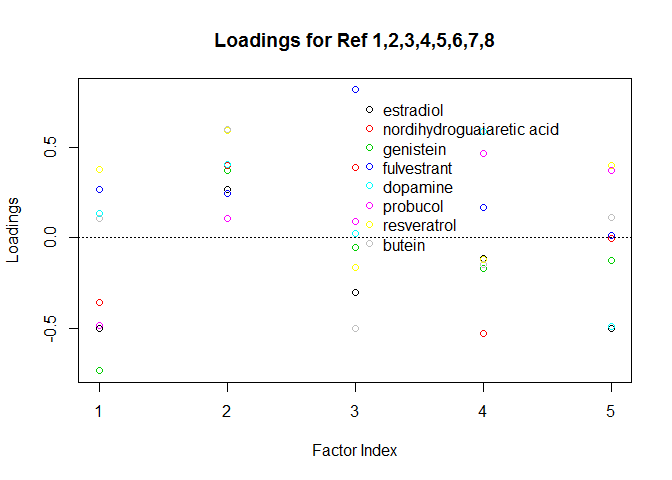 Loadings for Ref 1,2,3,4,5,6,7,8
Loadings
0.5
0.0
-0.5
estradiol
nordihydroguaiaretic acid
genistein
fulvestrant
dopamine
probucol
resveratrol
butein
1 2 3 4 5
Factor Index